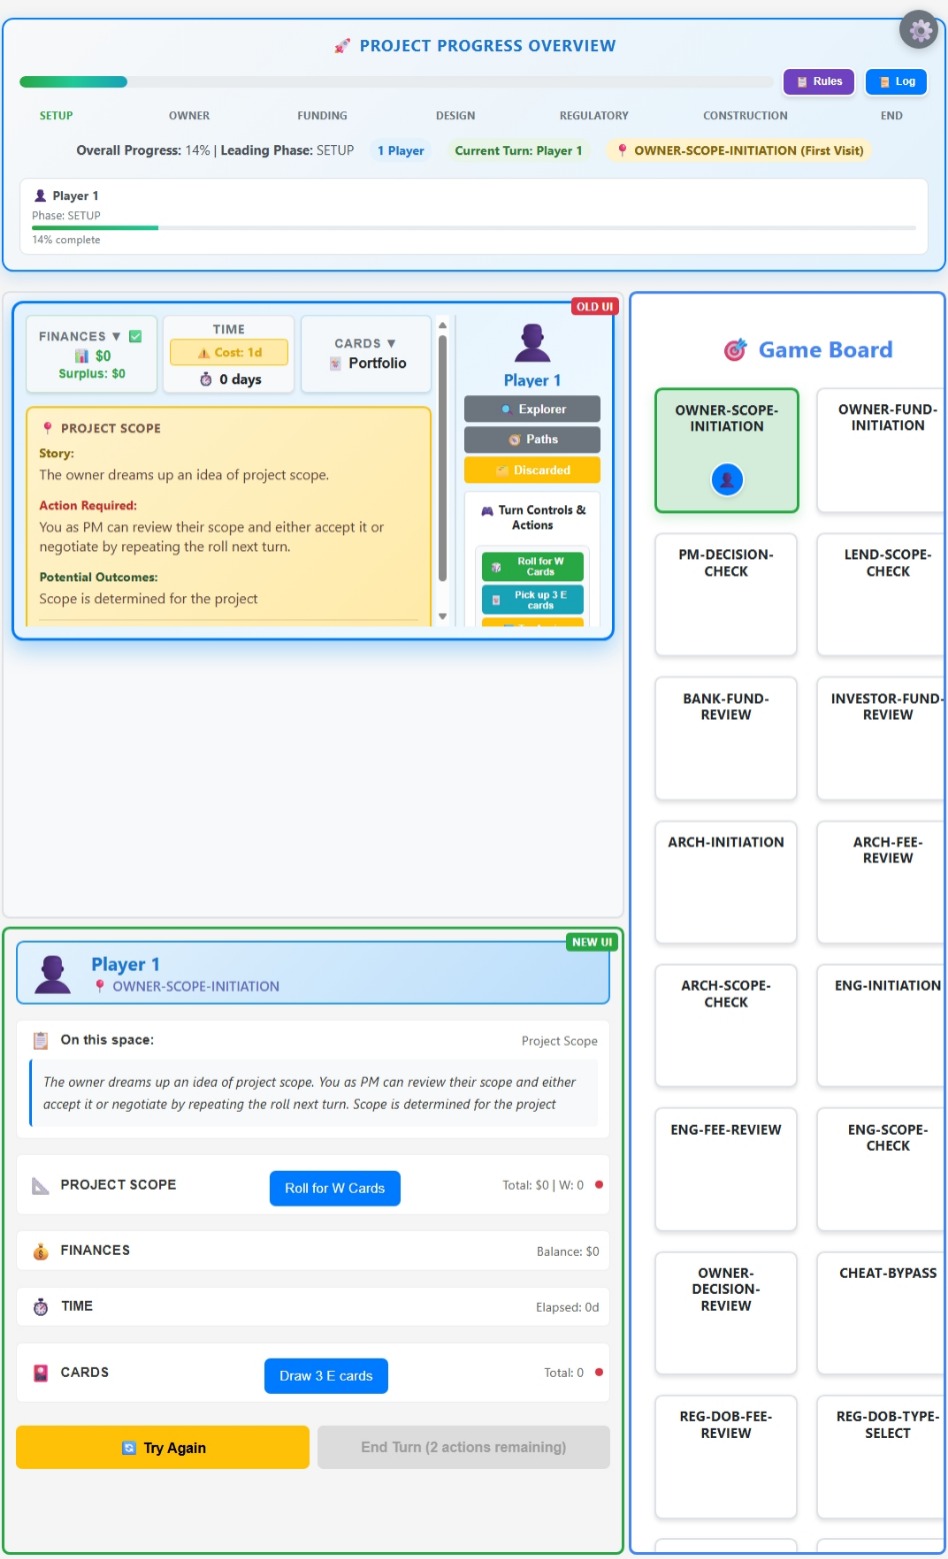 PROJECT PROGRESS OVERVIEW
Rules
Log
SETUP
OWNER
FUNDING
DESIGN
REGULATORY
CONSTRUCTION
END
Overall Progress: 14% | Leading Phase: SETUP
1 Player
Current Turn: Player 1
OWNER-SCOPE-INITIATION (First Visit)
Player 1
Phase: SETUP
14% complete
OLD UI
FINANCES ▼
$0
Surplus: $0
TIME
Cost: 1d
0 days
CARDS ▼
Portfolio
PROJECT SCOPE
Story:
The owner dreams up an idea of project scope.
Action Required:
You as PM can review their scope and either accept it or
negotiate by repeating the roll next turn.
Potential Outcomes:
Scope is determined for the project
Player 1
Explorer
Paths
Discarded
Turn Controls &
Actions
Roll for W
Cards
Pick up 3 E
cards
NEW UI
Player 1
OWNER-SCOPE-INITIATION
On this space:
Project Scope
The owner dreams up an idea of project scope. You as PM can review their scope and either
accept it or negotiate by repeating the roll next turn. Scope is determined for the project
PROJECT SCOPE
Roll for W Cards
Total: $0 | W: 0
FINANCES
Balance: $0
TIME
Elapsed: 0d
CARDS
Draw 3 E cards
Total: 0
Try Again
End Turn (2 actions remaining)
Game Board
OWNER-SCOPE-
INITIATION
OWNER-FUND-
INITIATION
PM-DECISION-
CHECK
LEND-SCOPE-
CHECK
BANK-FUND-
REVIEW
INVESTOR-FUND-
REVIEW
ARCH-INITIATION
ARCH-FEE-
REVIEW
ARCH-SCOPE-
CHECK
ENG-INITIATION
ENG-FEE-REVIEW
ENG-SCOPE-
CHECK
OWNER-
DECISION-
REVIEW
CHEAT-BYPASS
REG-DOB-FEE-
REVIEW
REG-DOB-TYPE-
SELECT